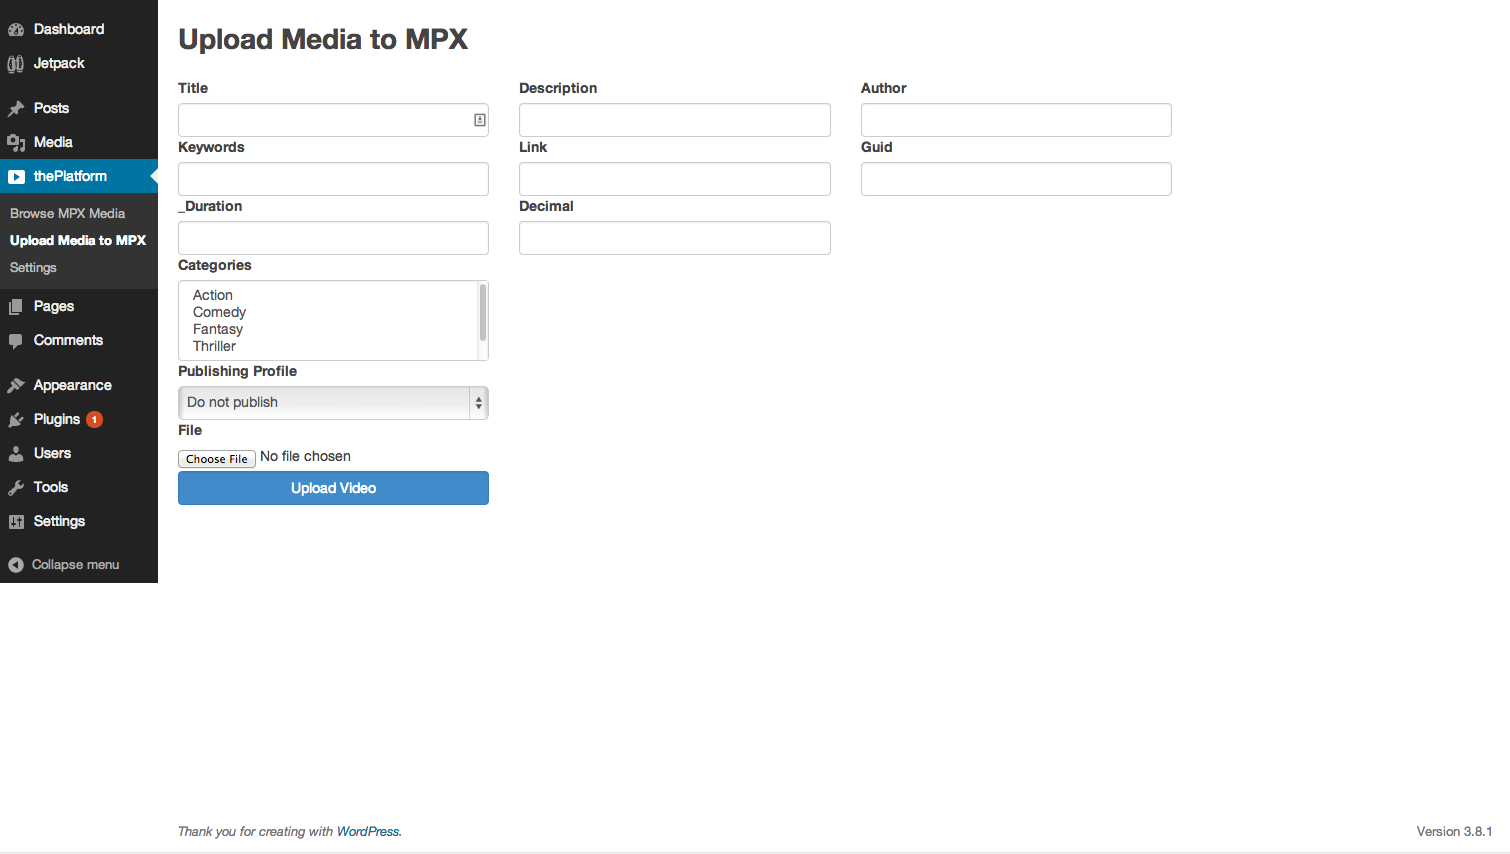 Dashboard
Jetpack
Posts
Media
thePlatform
Browse MPX Media
Upload Media to MPX
Settings
Pages
Comments
Appearance
Plugins 1
Users
Tools
Settings
Collapse menu
Upload Media to MPX
Title Description Author
Keywords Link Guid
_Duration Decimal
Categories
Action
Comedy
Fantasy
Thriller
Publishing Profile
Do not publish
File
Choose File No file chosen
Upload Video
Thank you for creating with WordPress. Version 3.8.1